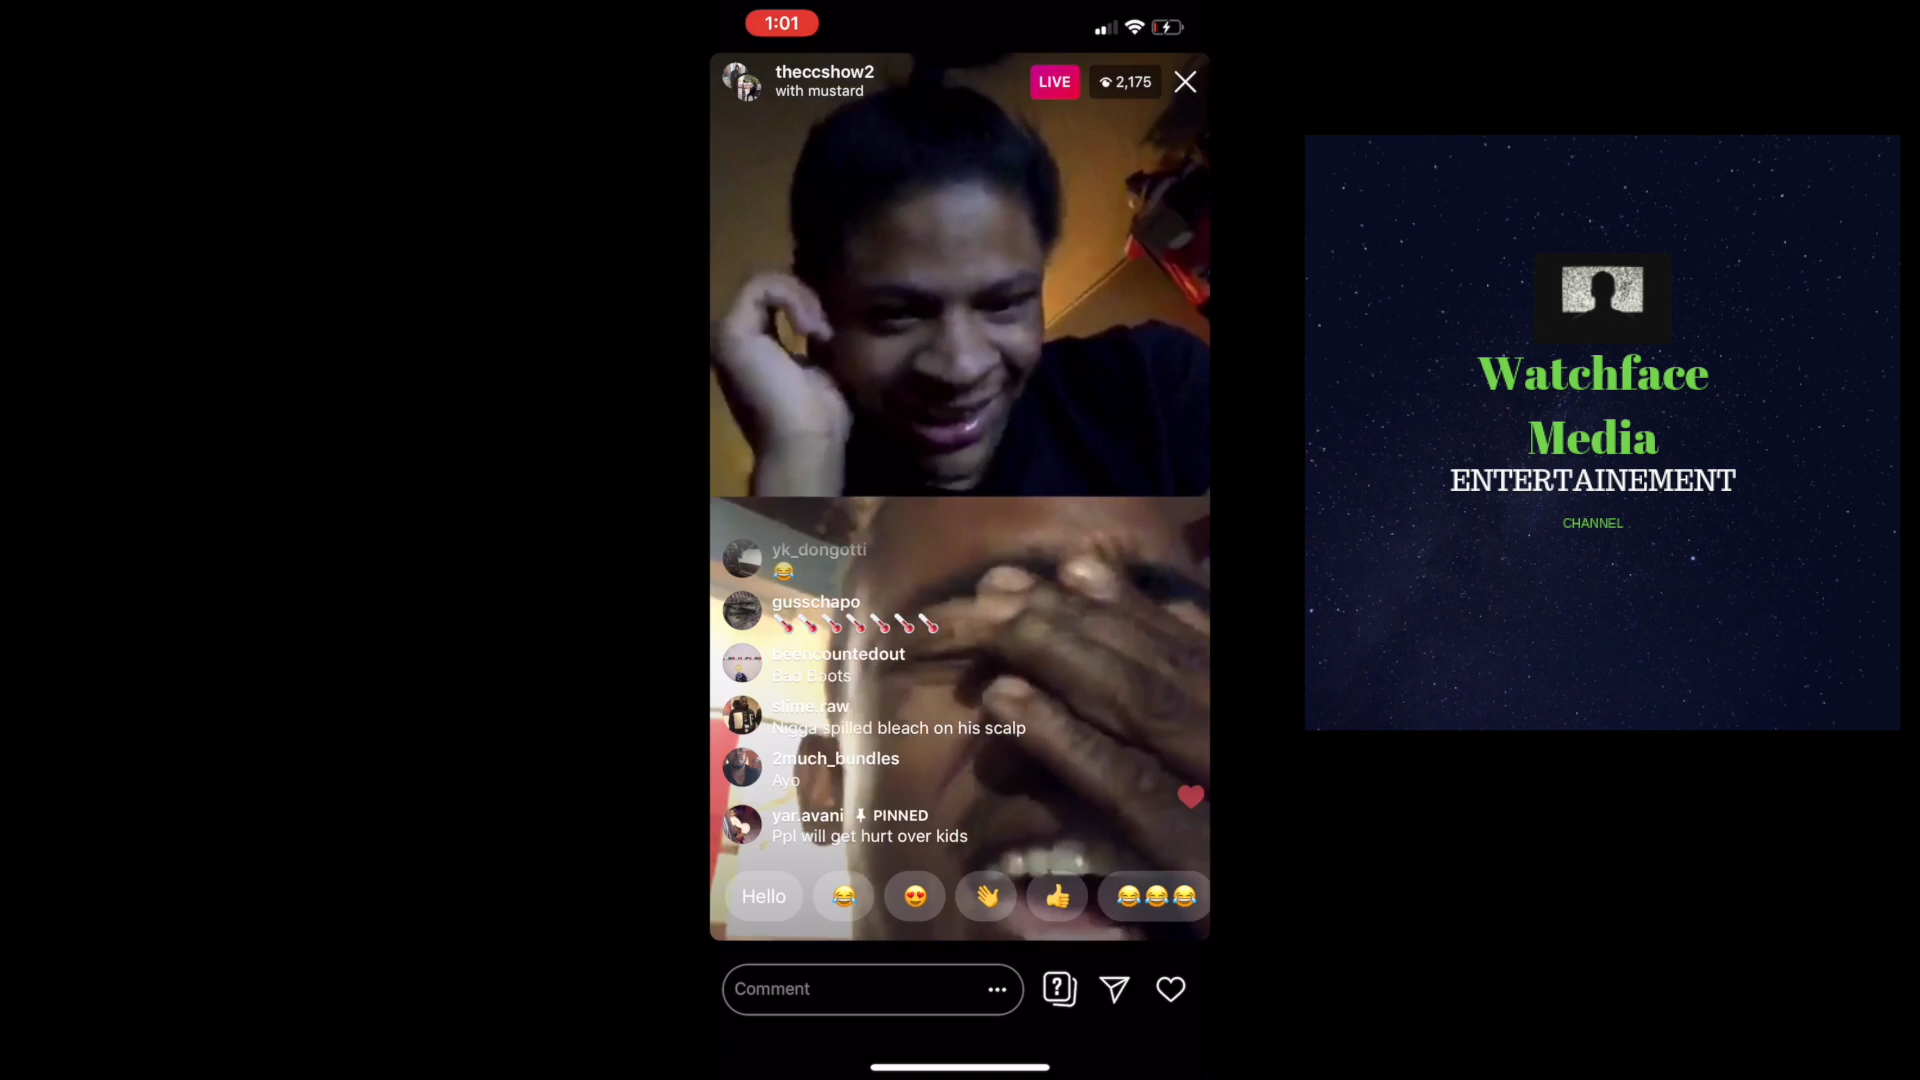 1:01
theccshow2
with mustard
LIVE
2,175
yk_dongotti
😂
gusschapo
🌡🌡🌡🌡🌡🌡🌡
beencountedout
Bad Boots
slime.raw
Nigga spilled bleach on his scalp
2much_bundles
Ayo
yar.avani PINNED
Ppl will get hurt over kids
Hello 😂 😍 👋 👍 😂😂😂
Comment
Watchface
Media
ENTERTAINEMENT
CHANNEL